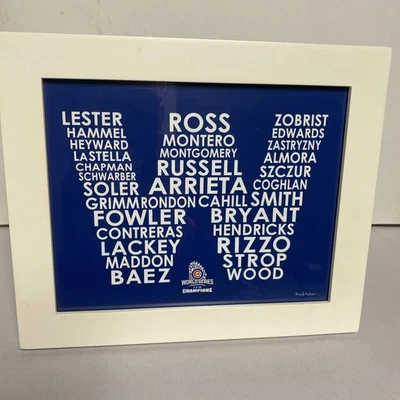 LESTER ROSS ZOBRIST
HAMMEL MONTERO EDWARDS
HEYWARD MONTGOMERY ZASTRYZNY
LASTELLA RUSSELL ALMORA
CHAPMAN ARRIETA SZCZUR
SCHWARBER COGHLAN
SOLER CAHILL SMITH
GRIMM RONDON
FOWLER BRYANT
CONTRERAS HENDRICKS
LACKEY RIZZO
MADDON STROP
BAEZ WOOD
WORLD SERIES
CHAMPIONS